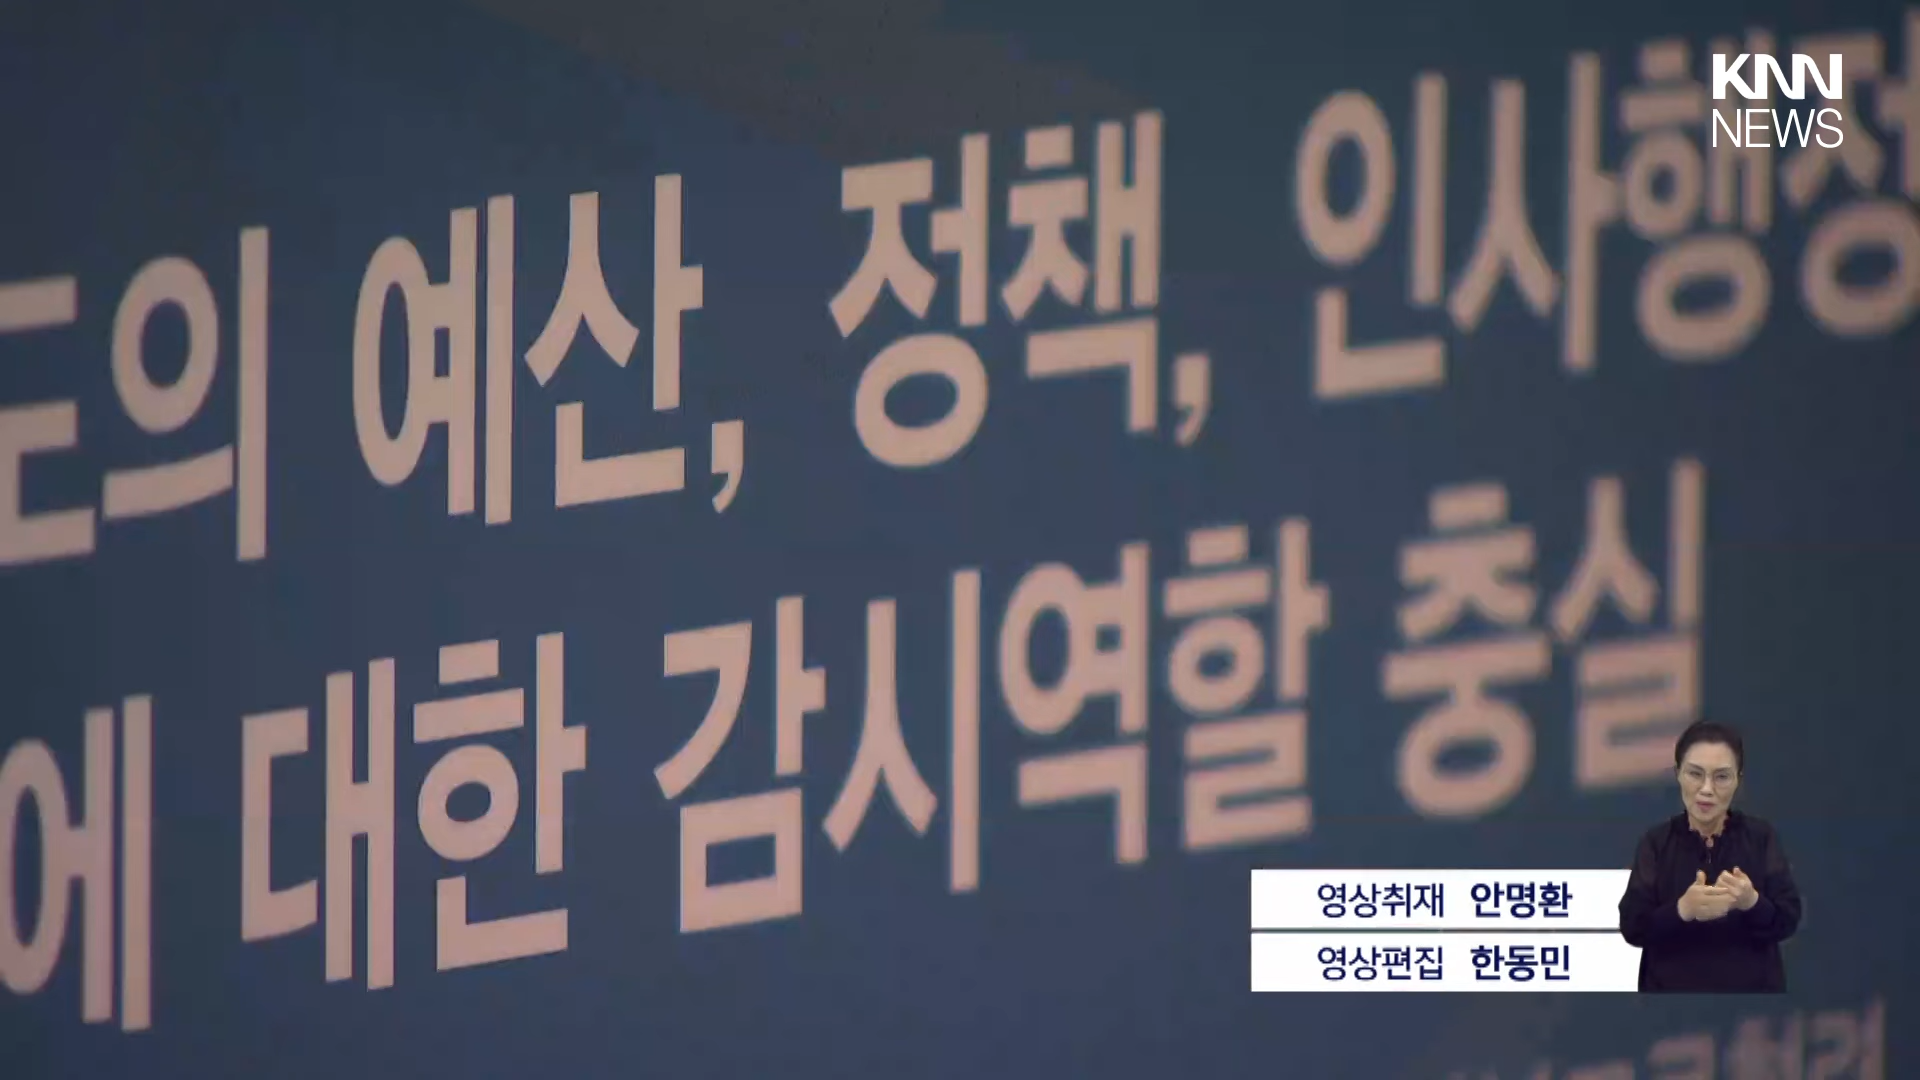 KNN
NEWS
도의 예산, 정책, 인사행정
에 대한 감시역할 충실
영상취재 안명환
영상편집 한동민